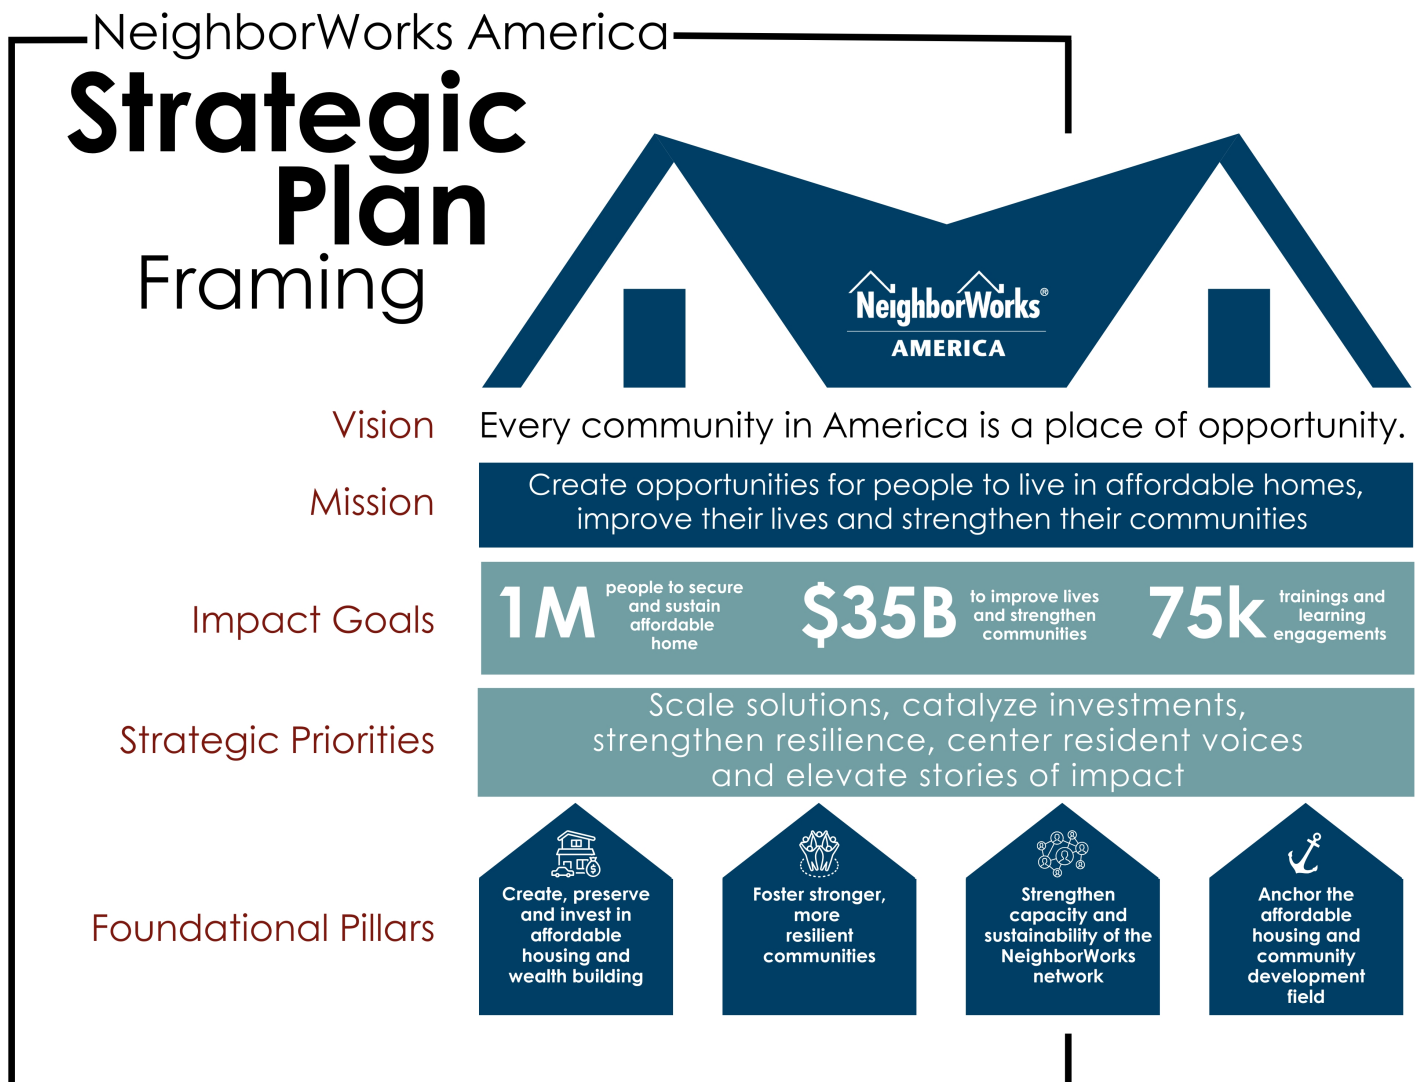 NeighborWorks America
Strategic
Plan
Framing
NeighborWorks®
AMERICA
Vision
Every community in America is a place of opportunity.
Mission
Create opportunities for people to live in affordable homes,
improve their lives and strengthen their communities
Impact Goals
1M
people to secure
and sustain
affordable
home
$35B
to improve lives
and strengthen
communities
75k
trainings and
learning
engagements
Strategic Priorities
Scale solutions, catalyze investments,
strengthen resilience, center resident voices
and elevate stories of impact
Foundational Pillars
Create, preserve
and invest in
affordable
housing and
wealth building
Foster stronger,
more
resilient
communities
Strengthen
capacity and
sustainability of the
NeighborWorks
network
Anchor the
affordable
housing and
community
development
field